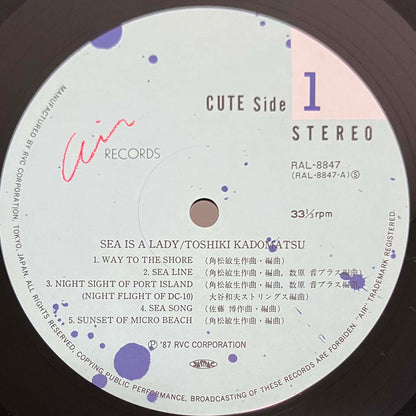 CUTE Side 1
STEREO
Air RECORDS
RAL-8847
(RAL-8847-A) Ⓢ
33 1/3 rpm
SEA IS A LADY/TOSHIKI KADOMATSU
1. WAY TO THE SHORE (角松敏生作曲・編曲)
2. SEA LINE (角松敏生作曲・編曲, 数原 晋ブラス編曲)
3. NIGHT SIGHT OF PORT ISLAND (角松敏生作曲・編曲, 数原 晋ブラス編曲
(NIGHT FLIGHT OF DC-10) 大谷和夫ストリングス編曲)
4. SEA SONG (佐藤 博作曲・編曲)
5. SUNSET OF MICRO BEACH (角松敏生作曲・編曲)
Ⓟ '87 RVC CORPORATION
MANUFACTURED BY RVC CORPORATION, TOKYO, JAPAN. ALL RIGHTS RESERVED. COPYING, PUBLIC PERFORMANCE, BROADCASTING OF THESE RECORDS ARE FORBIDDEN. "AIR" TRADEMARK REGISTERED.